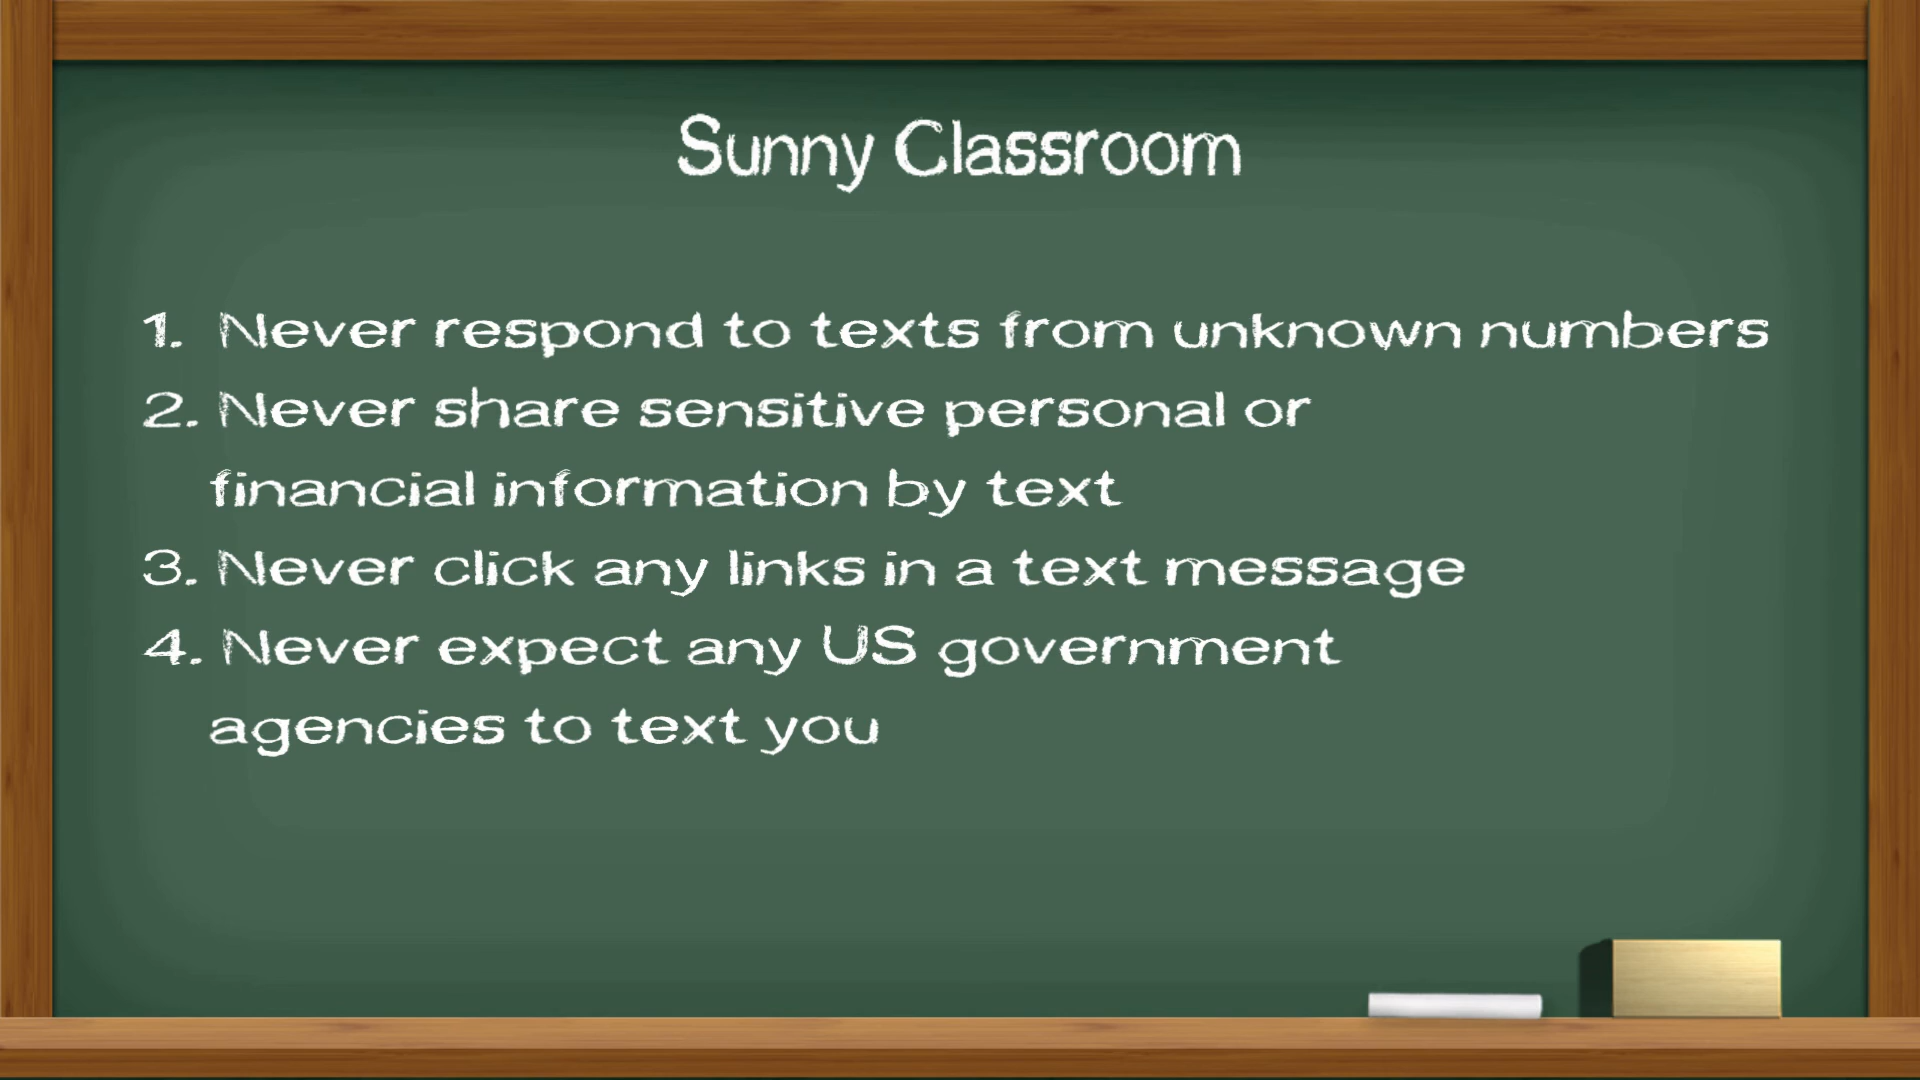 Sunny Classroom
1. Never respond to texts from unknown numbers
2. Never share sensitive personal or
financial information by text
3. Never click any links in a text message
4. Never expect any US government
agencies to text you